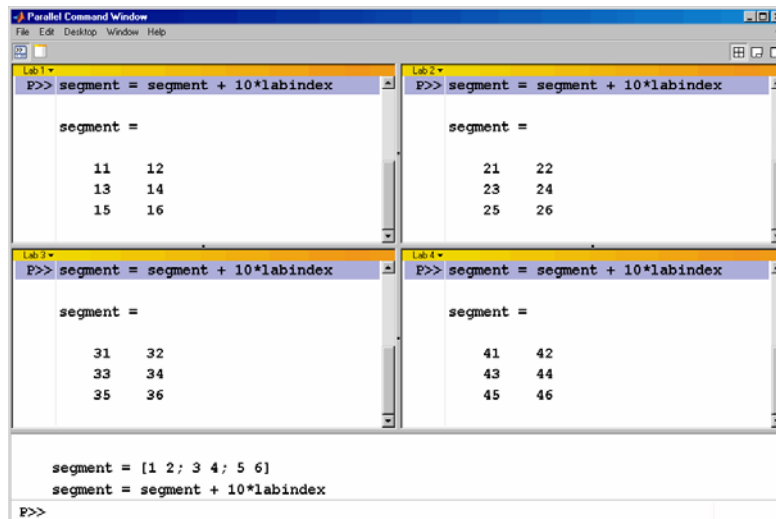 Parallel Command Window
File Edit Desktop Window Help
Lab 1
P>> segment = segment + 10*labindex
segment =
11 12
13 14
15 16
Lab 2
P>> segment = segment + 10*labindex
segment =
21 22
23 24
25 26
Lab 3
P>> segment = segment + 10*labindex
segment =
31 32
33 34
35 36
Lab 4
P>> segment = segment + 10*labindex
segment =
41 42
43 44
45 46
segment = [1 2; 3 4; 5 6]
segment = segment + 10*labindex
P>>